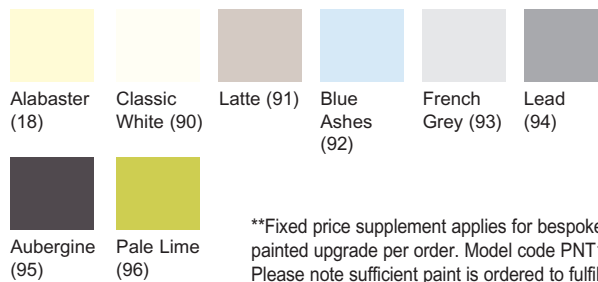 Alabaster (18)
Classic White (90)
Latte (91)
Blue Ashes (92)
French Grey (93)
Lead (94)
Aubergine (95)
Pale Lime (96)
**Fixed price supplement applies for bespoke
painted upgrade per order. Model code PNT
Please note sufficient paint is ordered to fulfil